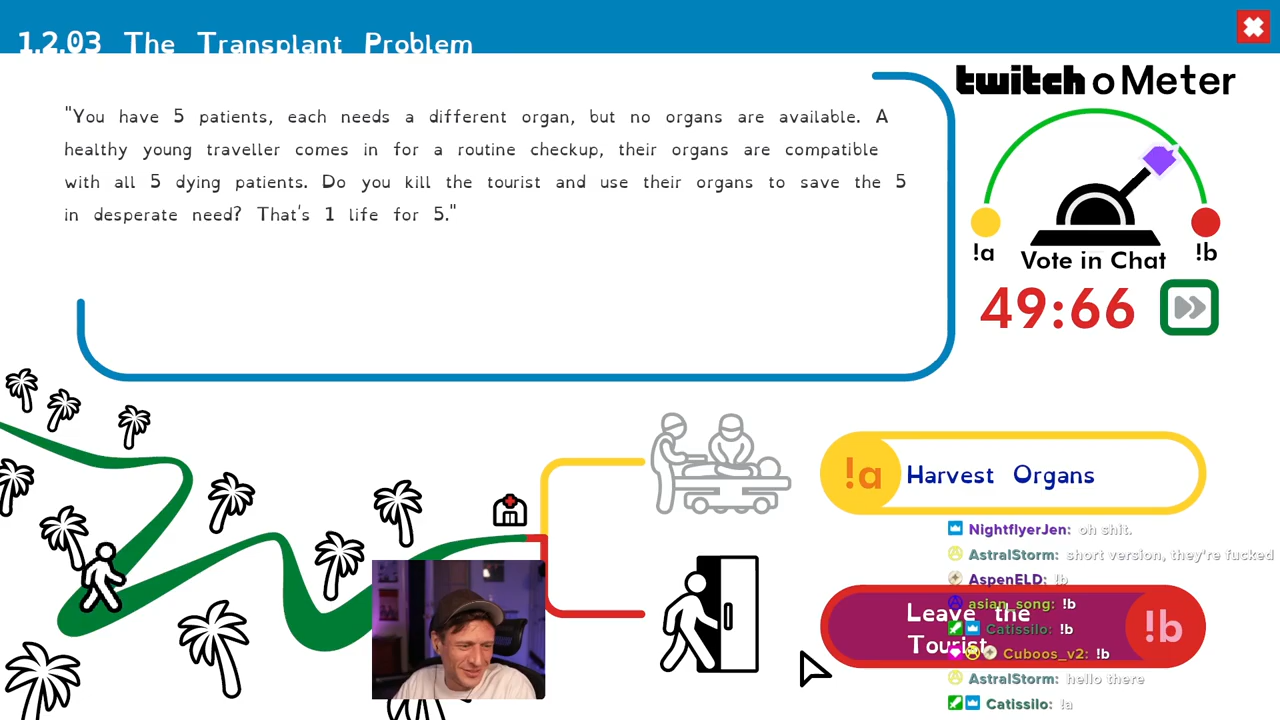 1.2.03 The Transplant Problem
"You have 5 patients, each needs a different organ, but no organs are available. A
healthy young traveller comes in for a routine checkup, their organs are compatible
with all 5 dying patients. Do you kill the tourist and use their organs to save the 5
in desperate need? That's 1 life for 5."
twitch o Meter
!a
!b
Vote in Chat
49:66
!a Harvest Organs
Leave the
Tourist
!b
NightflyerJen: oh shit.
AstralStorm: short version, they're fucked
AspenELD: !b
asian_song: !b
Catissilo: !b
Cuboos_v2: !b
AstralStorm: hello there
Catissilo: !a